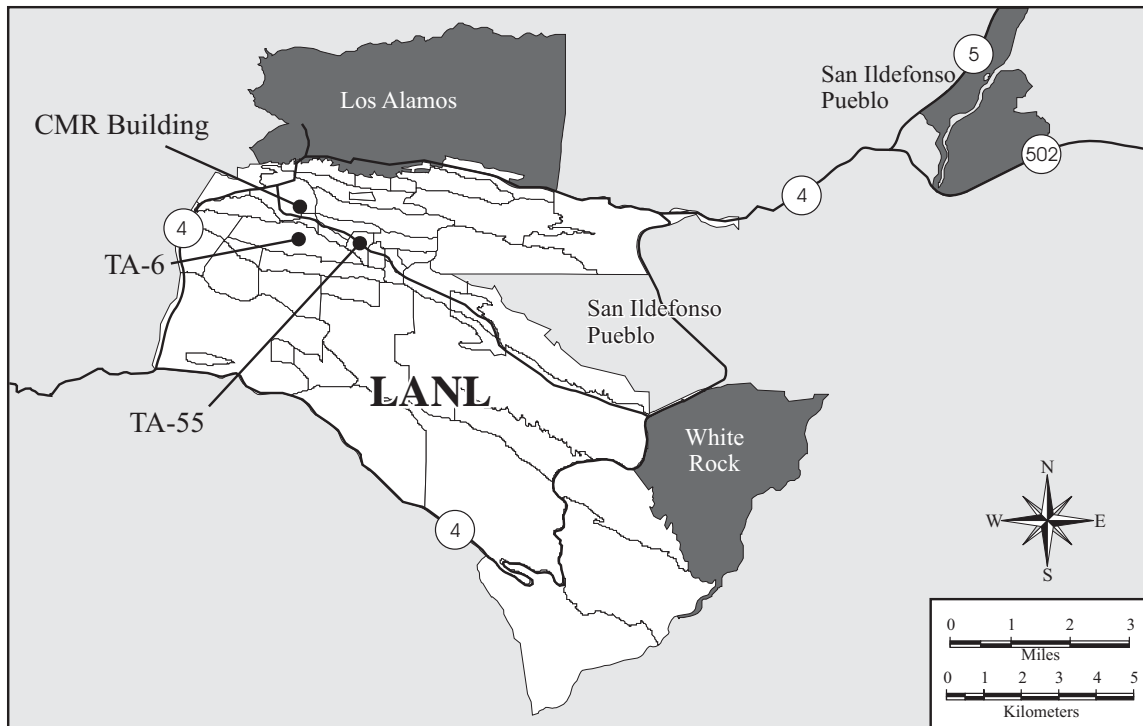 5
San Ildefonso
Pueblo
Los Alamos
CMR Building
502
4
4
TA-6
San Ildefonso
Pueblo
LANL
TA-55
White
Rock
4
N
W
E
S
0 1 2 3
Miles
0 1 2 3 4 5
Kilometers